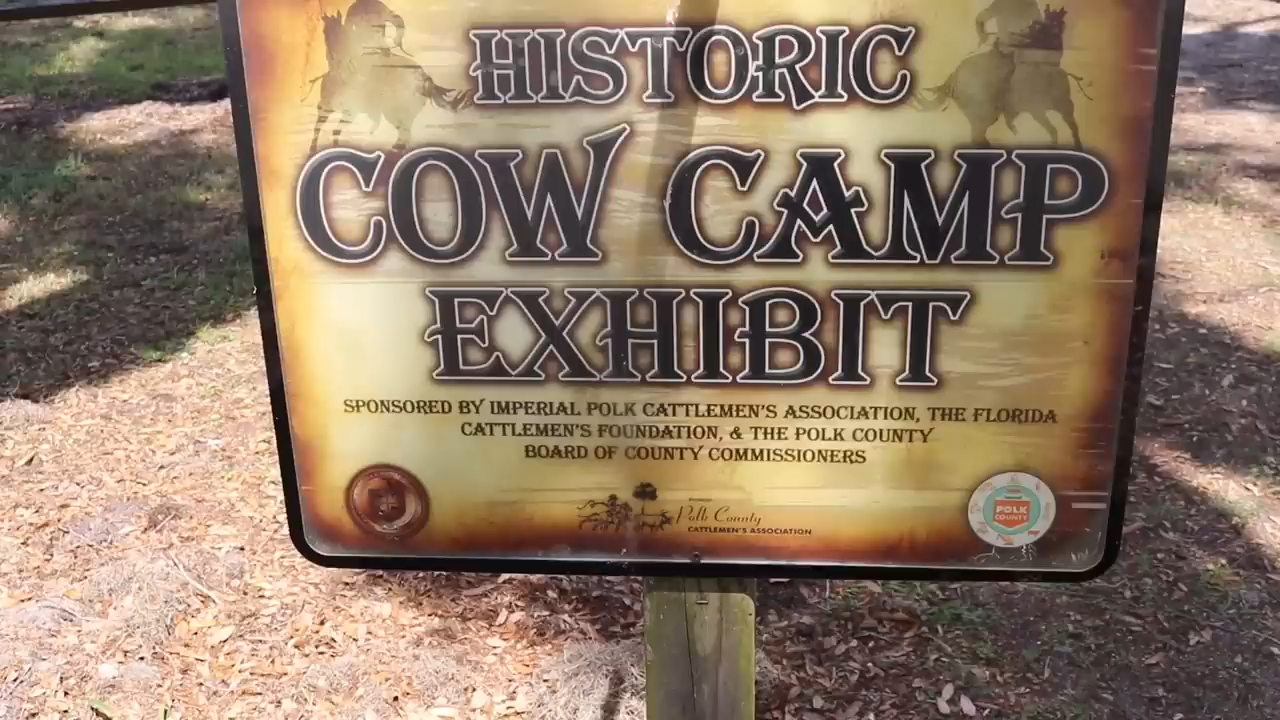 HISTORIC
COW CAMP
EXHIBIT
SPONSORED BY IMPERIAL POLK CATTLEMEN'S ASSOCIATION, THE FLORIDA
CATTLEMEN'S FOUNDATION, & THE POLK COUNTY
BOARD OF COUNTY COMMISSIONERS
Polk County
CATTLEMEN'S ASSOCIATION
POLK
COUNTY